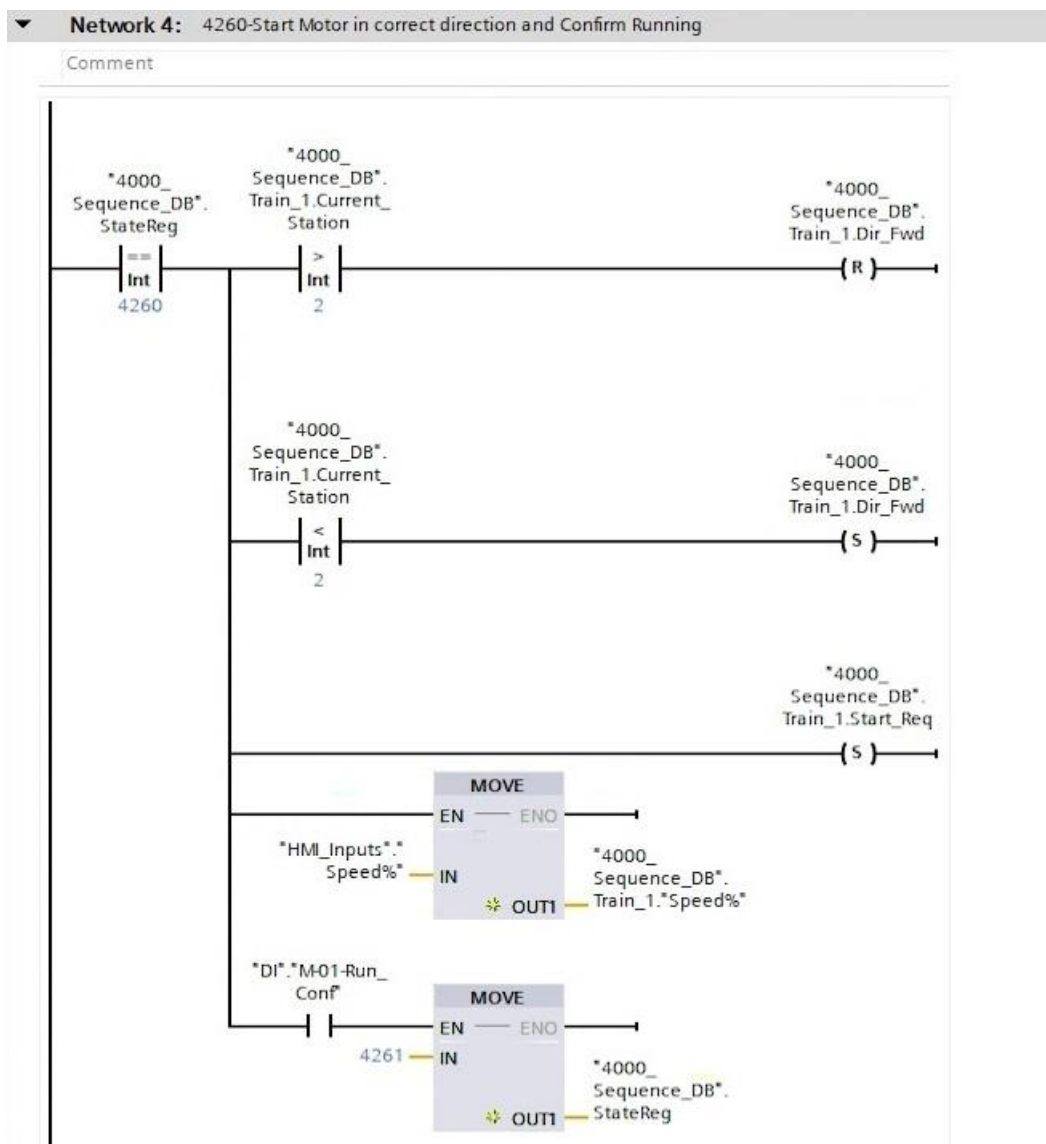 Network 4: 4260-Start Motor in correct direction and Confirm Running
Comment
"4000_
Sequence_DB".
StateReg
==
Int
4260
"4000_
Sequence_DB".
Train_1.Current_
Station
>
Int
2
"4000_
Sequence_DB".
Train_1.Dir_Fwd
R
"4000_
Sequence_DB".
Train_1.Current_
Station
<
Int
2
"4000_
Sequence_DB".
Train_1.Dir_Fwd
S
"4000_
Sequence_DB".
Train_1.Start_Req
S
MOVE
EN ENO
"HMI_Inputs"."
Speed%"
IN
OUT1
"4000_
Sequence_DB".
Train_1."Speed%"
"DI"."M-01-Run_
Conf"
MOVE
EN ENO
4261 IN
OUT1
"4000_
Sequence_DB".
StateReg